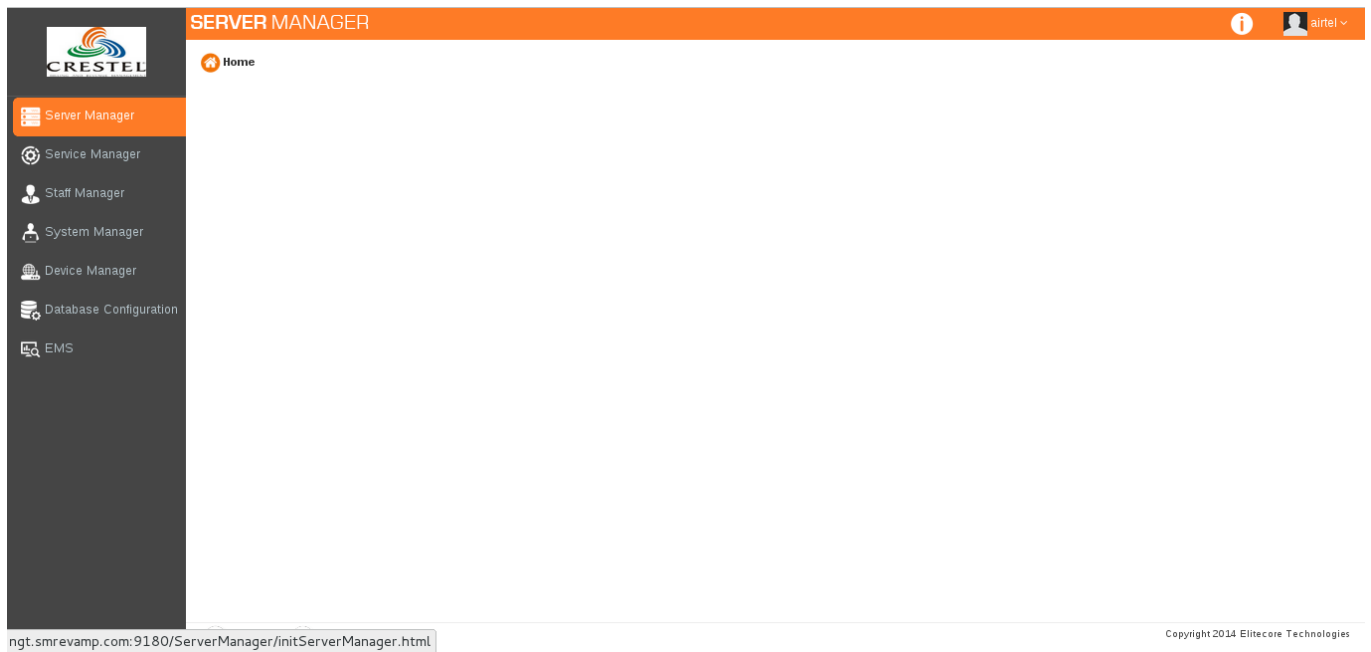 CRESTEL
SERVER MANAGER
airtel
Home
Server Manager
Service Manager
Staff Manager
System Manager
Device Manager
Database Configuration
EMS
ngt.smrevamp.com:9180/ServerManager/initServerManager.html
Copyright 2014 Elitecore Technologies